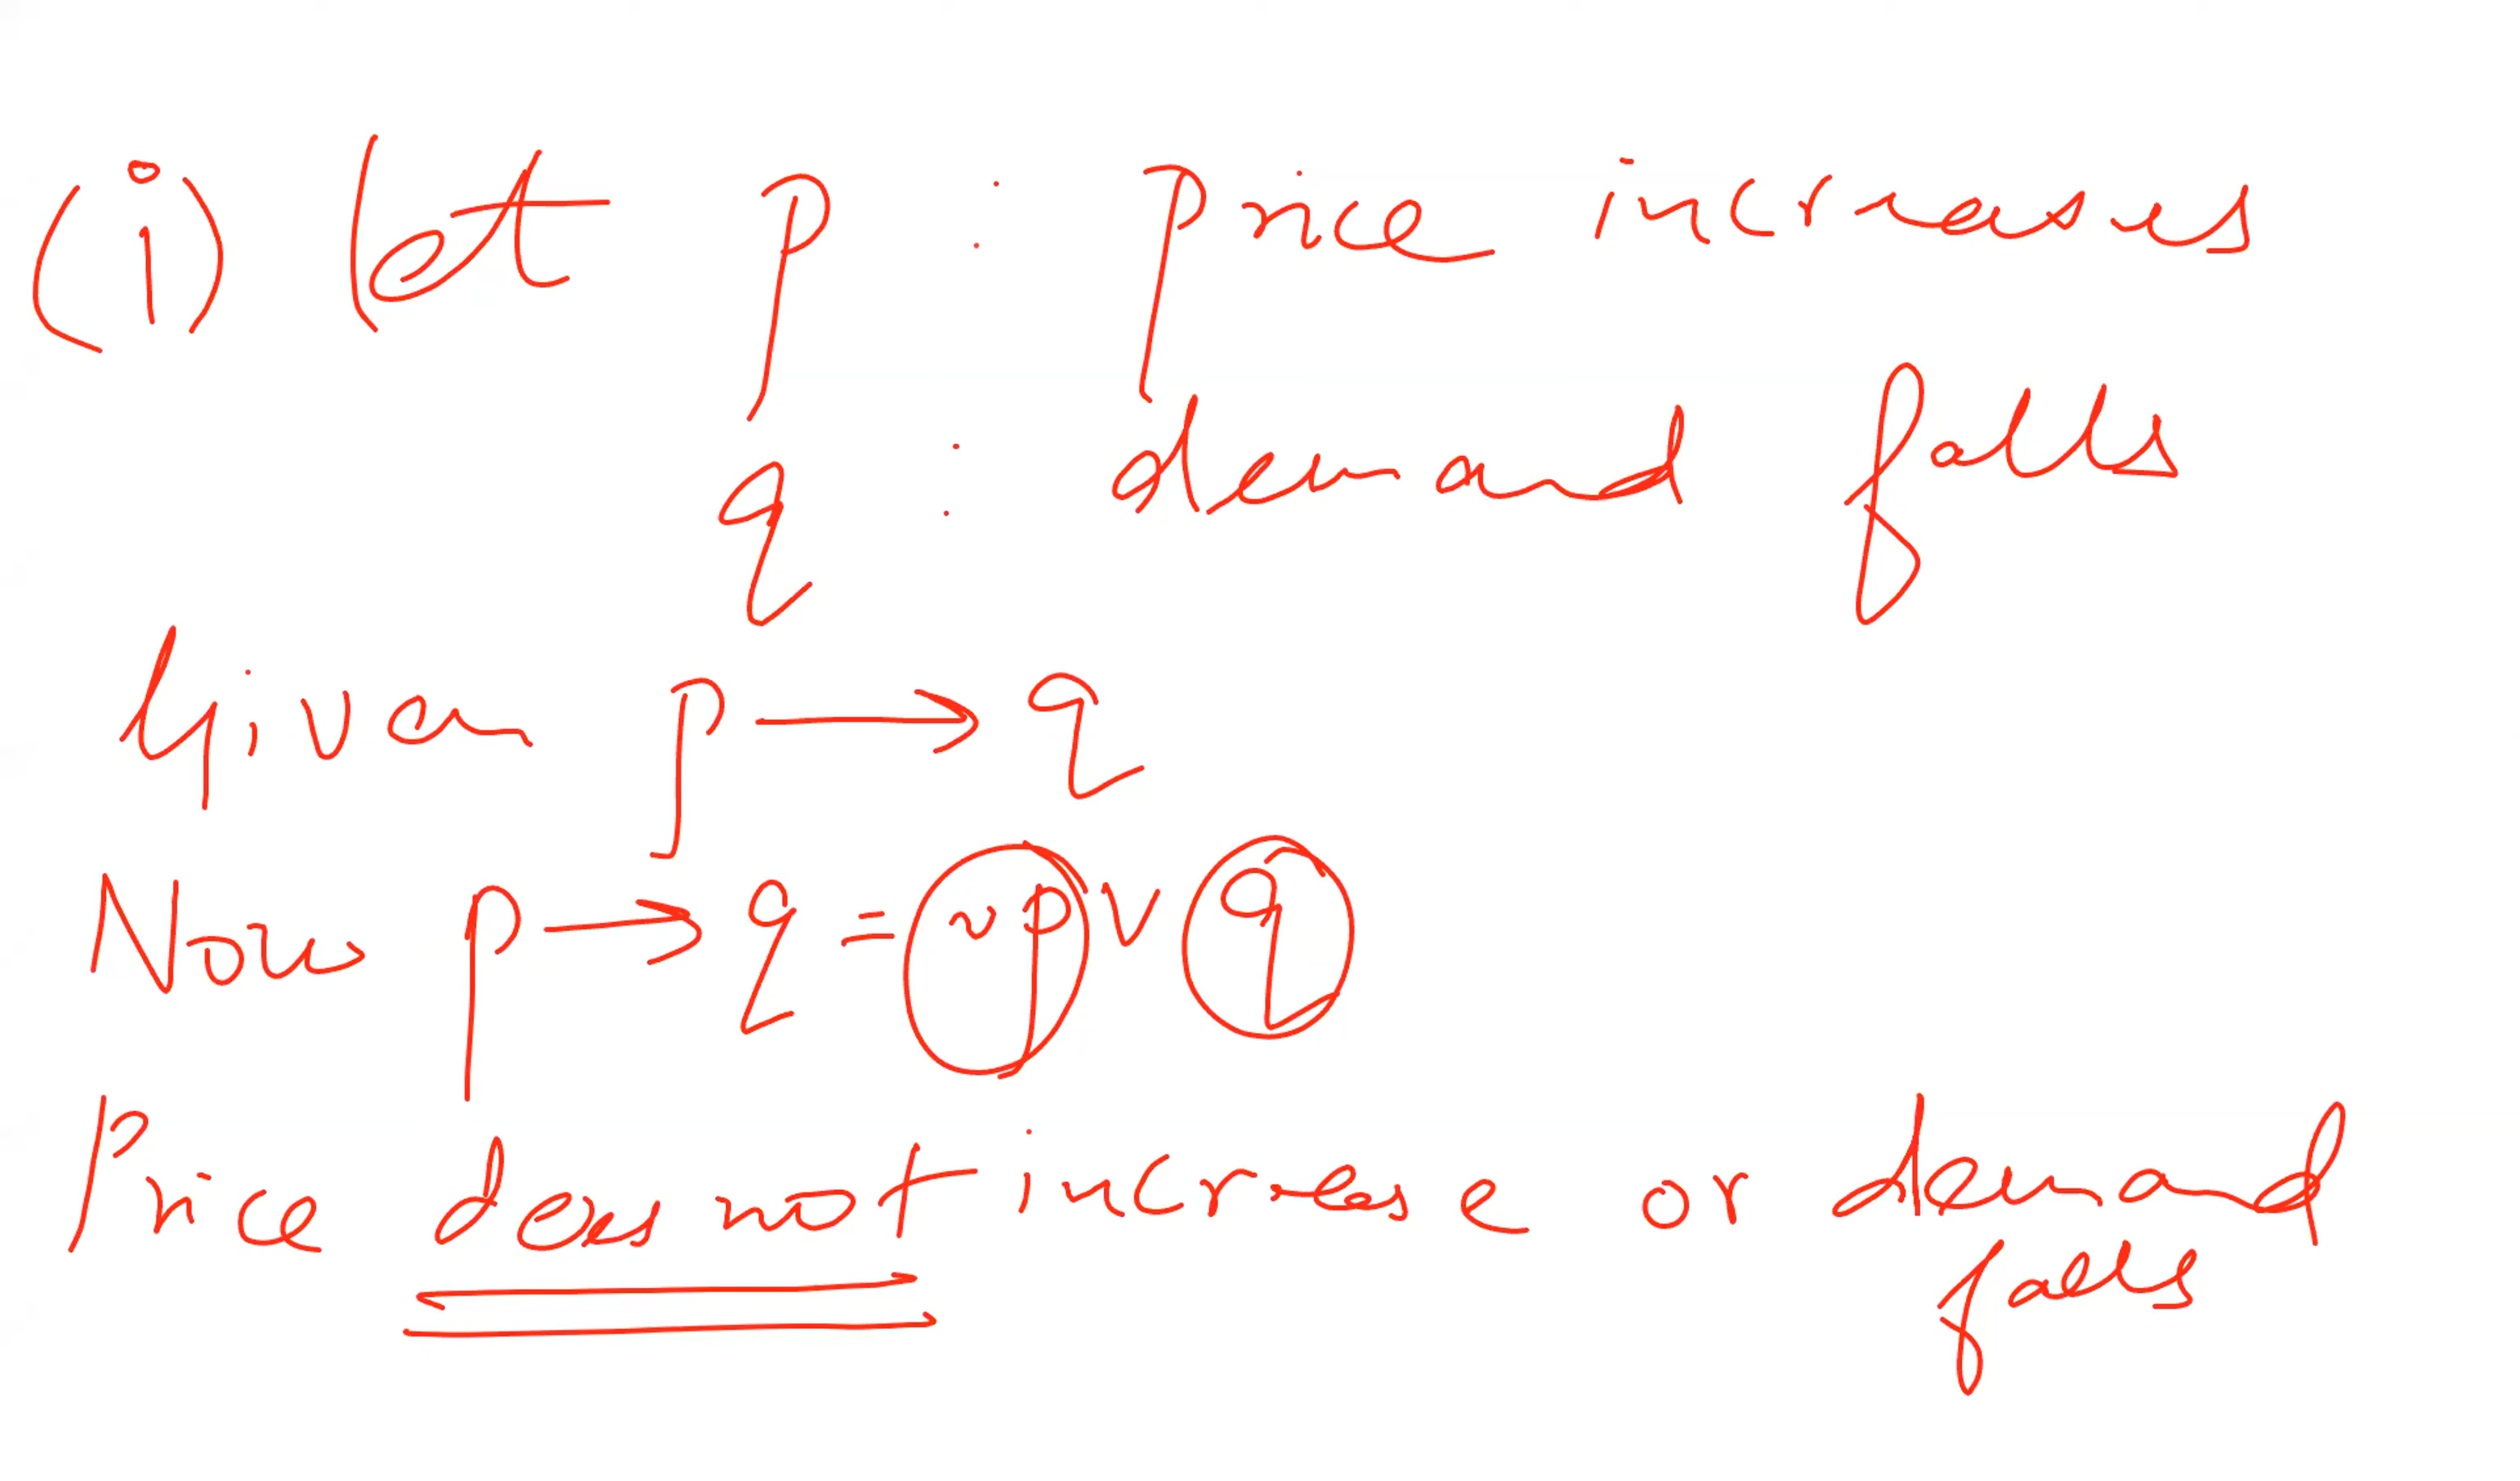 (i) let p : Price increases
q : demand falls
Given p → q
Now p → q = ~p ∨ q
Price does not increase or demand
falls